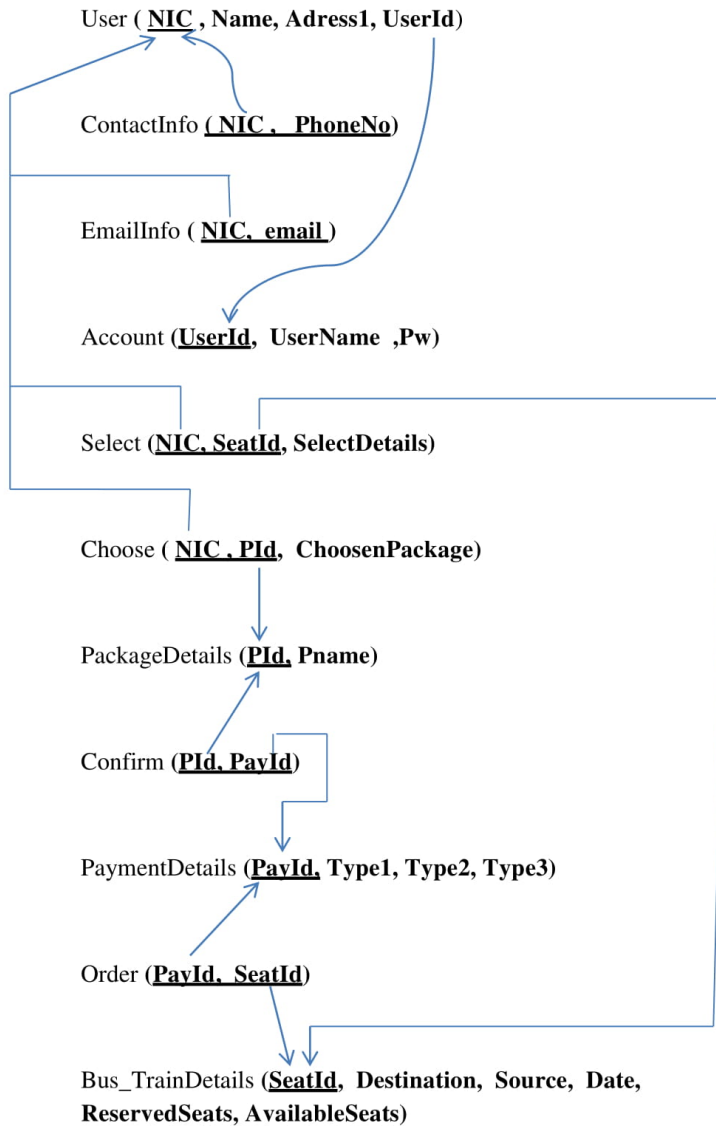 User ( NIC , Name, Adress1, UserId)
ContactInfo ( NIC , PhoneNo)
EmailInfo ( NIC, email )
Account (UserId, UserName ,Pw)
Select (NIC, SeatId, SelectDetails)
Choose ( NIC , PId, ChoosenPackage)
PackageDetails (PId, Pname)
Confirm (PId, PayId)
PaymentDetails (PayId, Type1, Type2, Type3)
Order (PayId, SeatId)
Bus_TrainDetails (SeatId, Destination, Source, Date,
ReservedSeats, AvailableSeats)